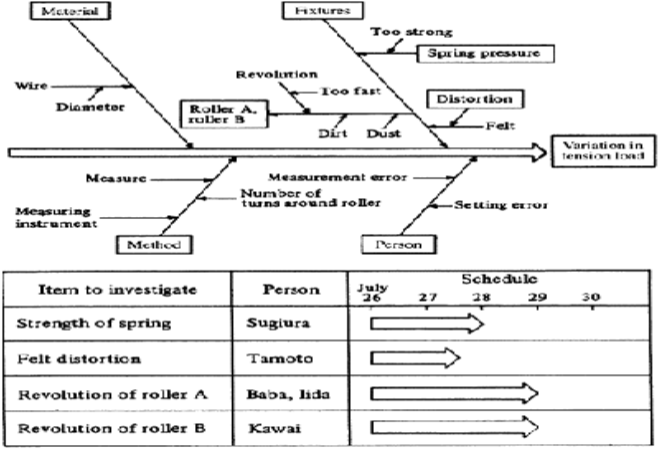 Material
Fixtures
Too strong
Spring pressure
Revolution
Wire
Too fast
Diameter
Roller A,
roller B
Distortion
Dirt
Dust
Felt
Variation in
tension load
Measure
Measurement error
Number of
turns around roller
Measuring
instrument
Setting error
Method
Person
Item to investigate
Person
Schedule
July
26 27 28 29 30
Strength of spring
Sugiura
Felt distortion
Tamoto
Revolution of roller A
Baba, Iida
Revolution of roller B
Kawai